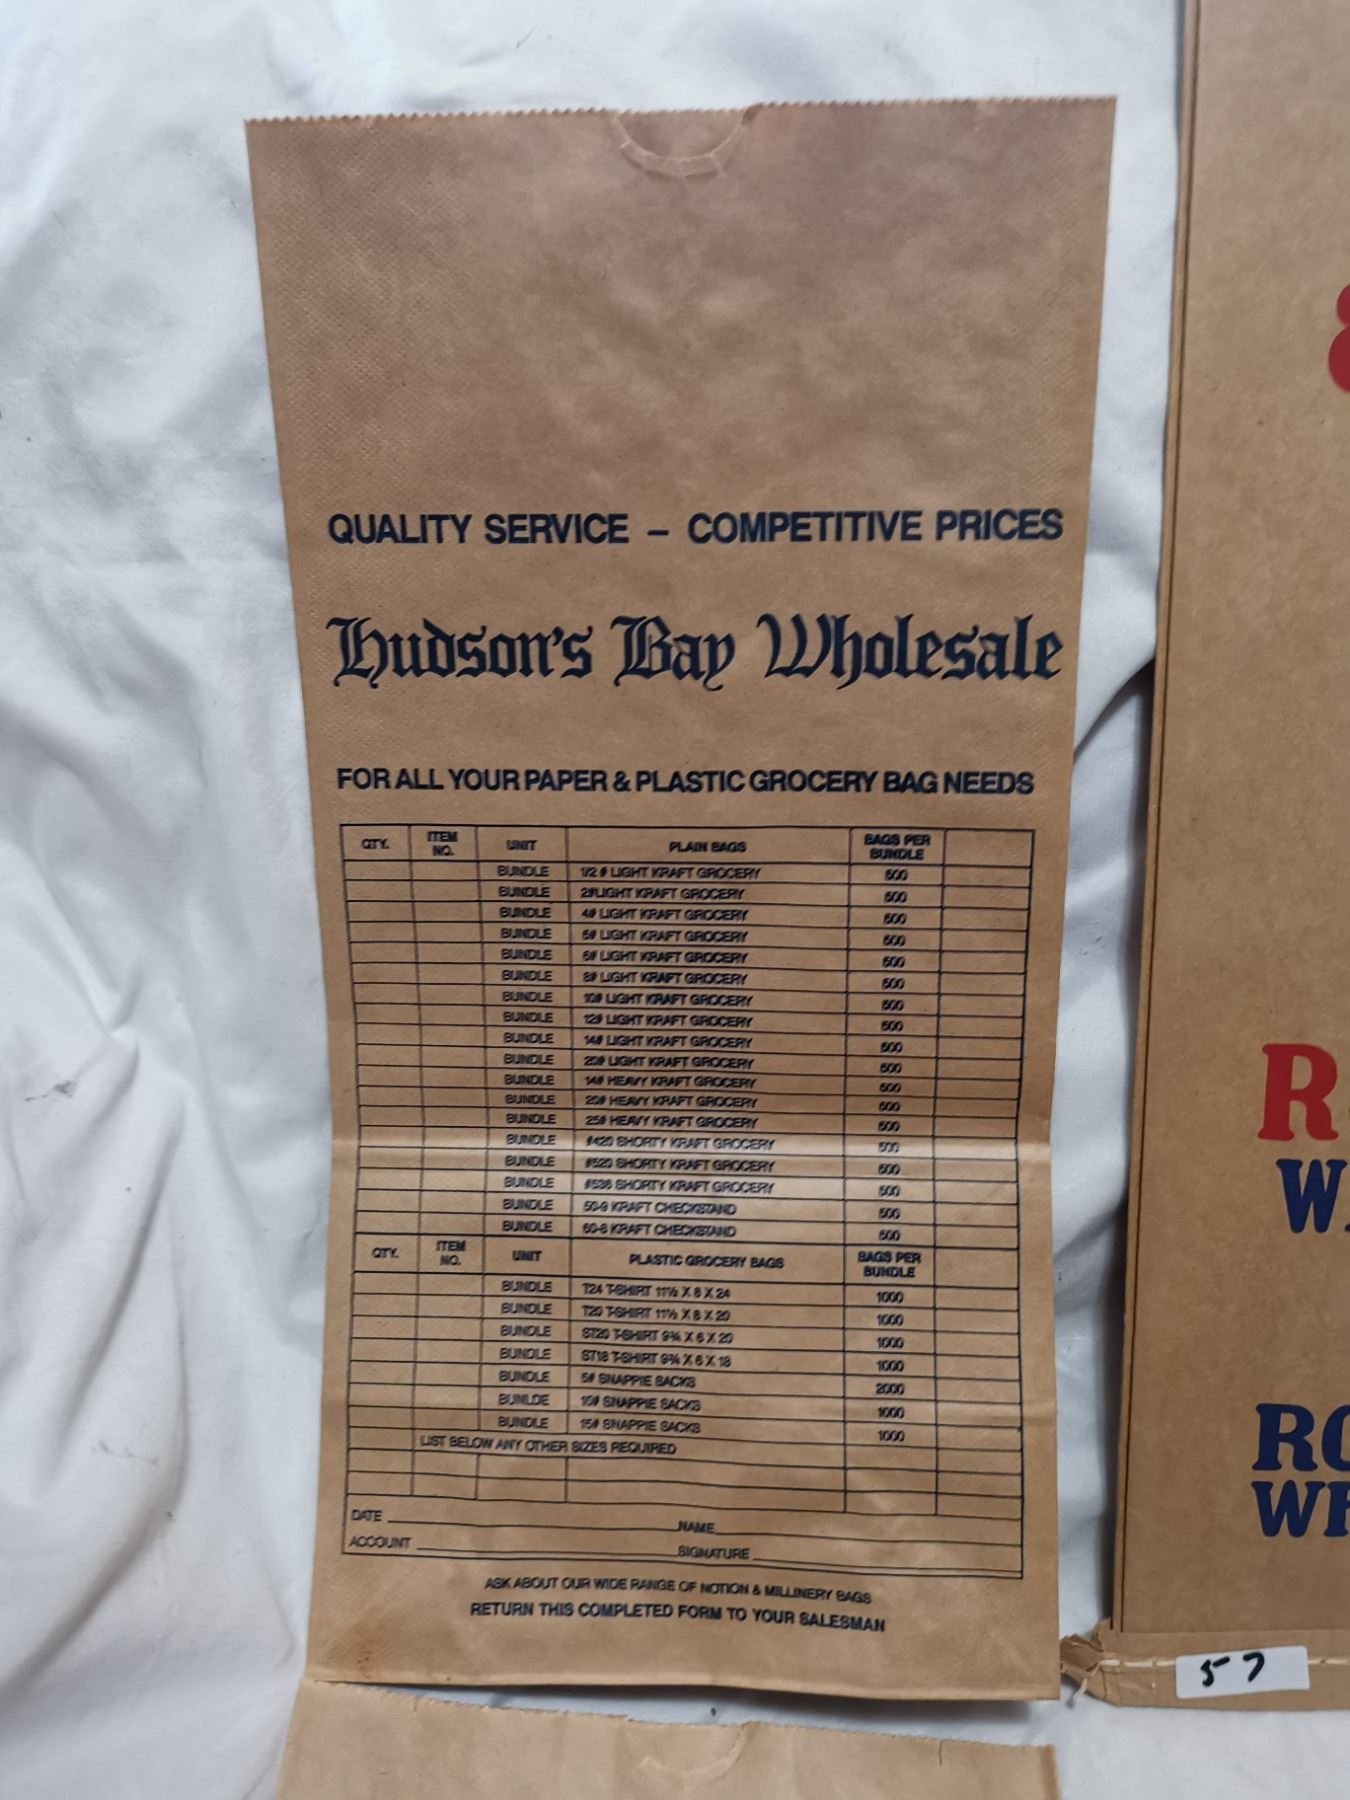 QUALITY SERVICE – COMPETITIVE PRICES
Hudson's Bay Wholesale
FOR ALL YOUR PAPER & PLASTIC GROCERY BAG NEEDS
QTY. ITEM NO. UNIT PLAIN BAGS BAGS PER BUNDLE
BUNDLE 1/2 # LIGHT KRAFT GROCERY 500
BUNDLE 2#LIGHT KRAFT GROCERY 500
BUNDLE 4# LIGHT KRAFT GROCERY 500
BUNDLE 5# LIGHT KRAFT GROCERY 500
BUNDLE 6# LIGHT KRAFT GROCERY 500
BUNDLE 8# LIGHT KRAFT GROCERY 500
BUNDLE 10# LIGHT KRAFT GROCERY 500
BUNDLE 12# LIGHT KRAFT GROCERY 500
BUNDLE 14# LIGHT KRAFT GROCERY 500
BUNDLE 20# LIGHT KRAFT GROCERY 500
BUNDLE 14# HEAVY KRAFT GROCERY 500
BUNDLE 20# HEAVY KRAFT GROCERY 500
BUNDLE 25# HEAVY KRAFT GROCERY 500
BUNDLE #420 SHORTY KRAFT GROCERY 500
BUNDLE #520 SHORTY KRAFT GROCERY 500
BUNDLE SHORTY KRAFT GROCERY 500
BUNDLE 50-9 KRAFT CHECKSTAND 500
BUNDLE 60-8 KRAFT CHECKSTAND 500
QTY. ITEM NO. UNIT PLASTIC GROCERY BAGS BAGS PER BUNDLE
BUNDLE T24 T-SHIRT 11½ X 8 X 24 1000
BUNDLE T20 T-SHIRT 11½ X 8 X 20 1000
BUNDLE ST20 T-SHIRT 9¾ X 6 X 20 1000
BUNDLE ST18 T-SHIRT 9¾ X 6 X 18 1000
BUNDLE 5# SNAPPIE SACKS 2000
BUNLDE 10# SNAPPIE SACKS 1000
BUNDLE 15# SNAPPIE SACKS 1000
LIST BELOW ANY OTHER SIZES REQUIRED
DATE NAME
ACCOUNT SIGNATURE
ASK ABOUT OUR WIDE RANGE OF NOTION & MILLINERY BAGS
RETURN THIS COMPLETED FORM TO YOUR SALESMAN
R
W
RO
WH
57